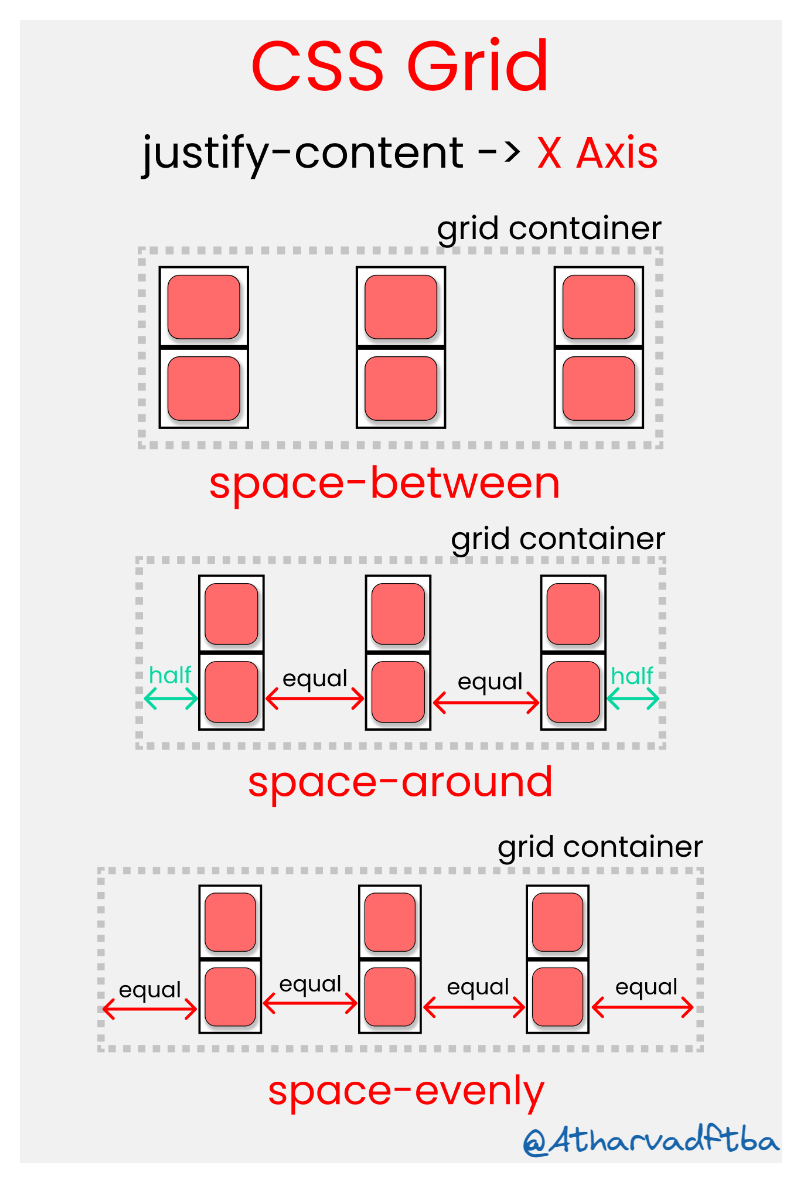 CSS Grid
justify-content -> X Axis
grid container
space-between
grid container
half
equal
equal
half
space-around
grid container
equal
equal
equal
equal
space-evenly
@Atharvadftba